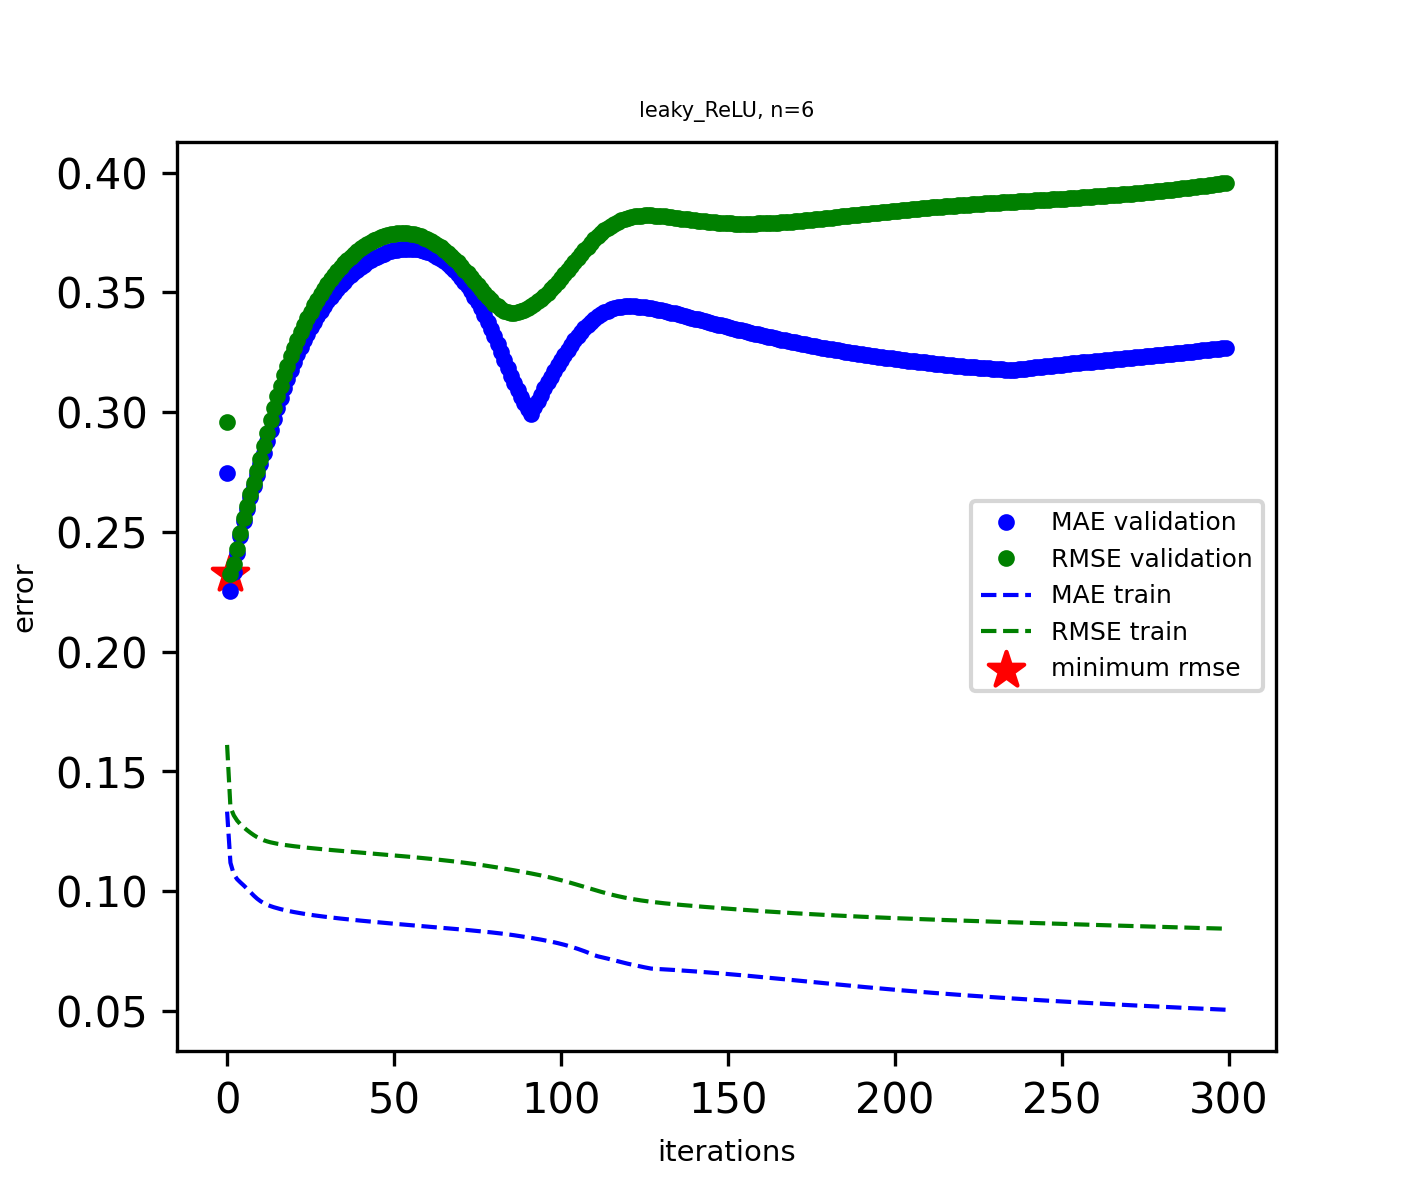 leaky_ReLU, n=6
0.40
0.35
0.30
0.25
0.20
0.15
0.10
0.05
error
MAE validation
RMSE validation
MAE train
RMSE train
minimum rmse
0 50 100 150 200 250 300
iterations